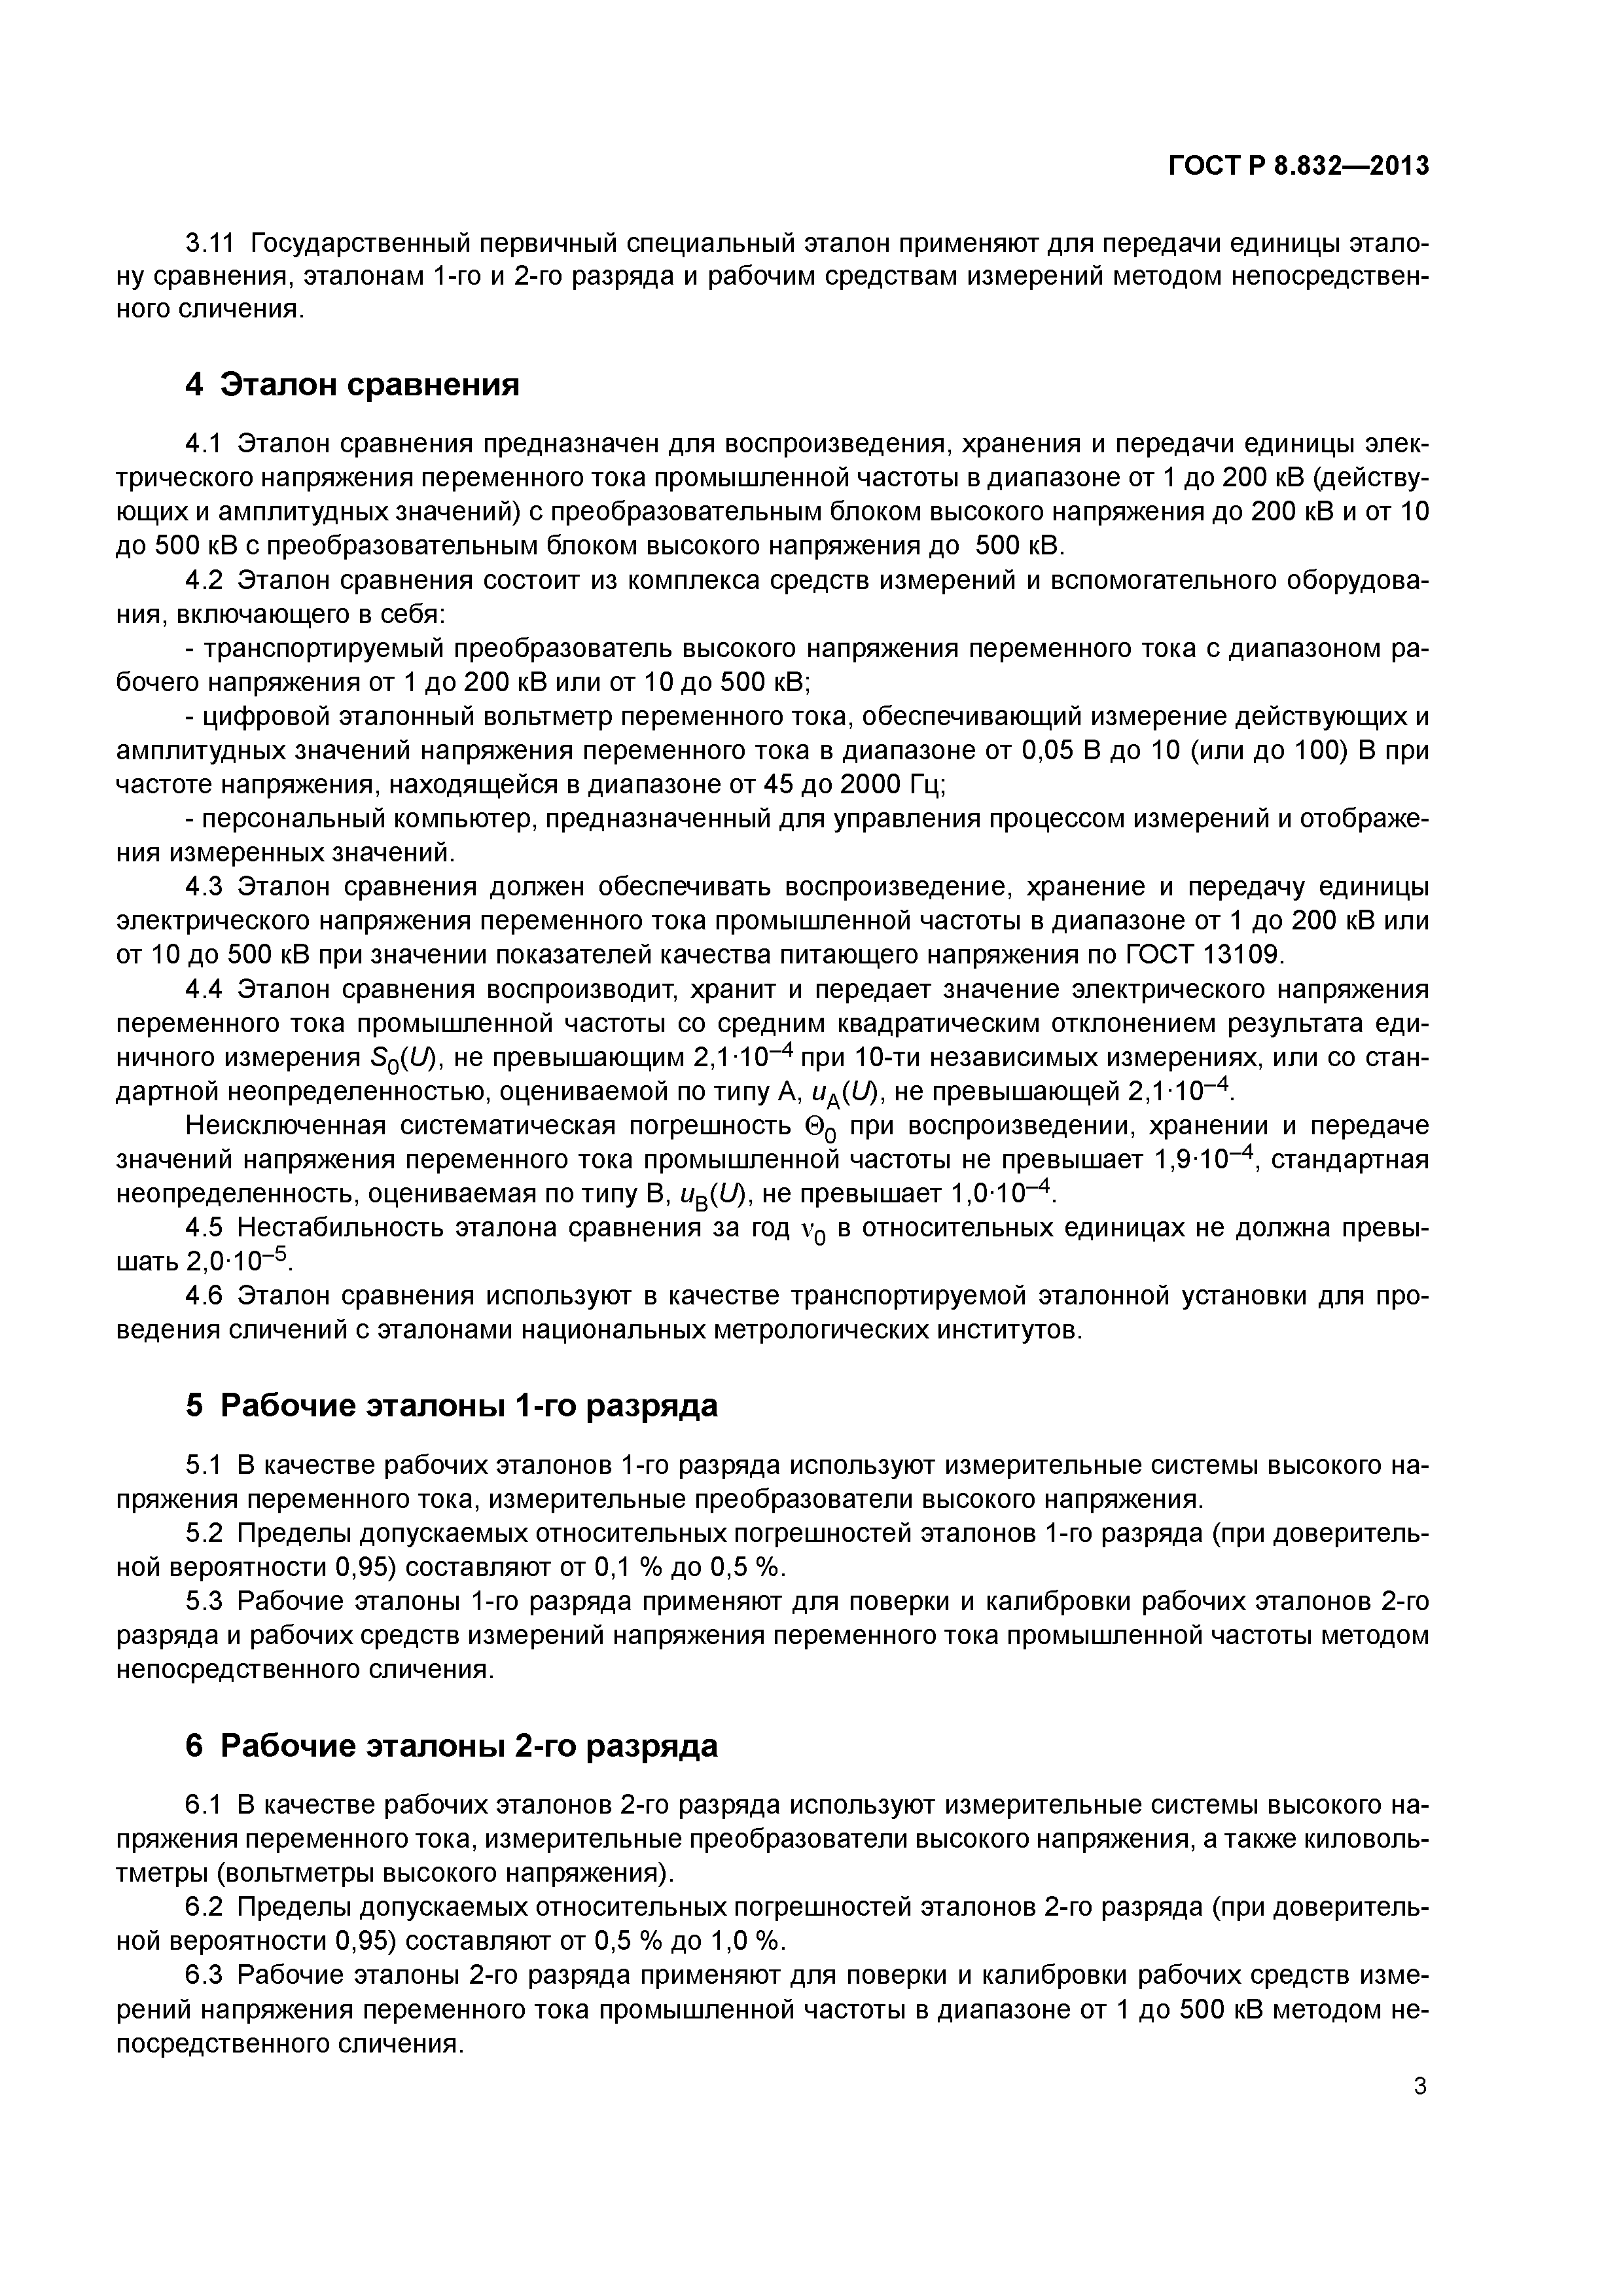 ГОСТ Р 8.832—2013
3.11 Государственный первичный специальный эталон применяют для передачи единицы этало-
ну сравнения, эталонам 1-го и 2-го разряда и рабочим средствам измерений методом непосредствен-
ного сличения.
4 Эталон сравнения
4.1 Эталон сравнения предназначен для воспроизведения, хранения и передачи единицы элек-
трического напряжения переменного тока промышленной частоты в диапазоне от 1 до 200 кВ (действу-
ющих и амплитудных значений) с преобразовательным блоком высокого напряжения до 200 кВ и от 10
до 500 кВ с преобразовательным блоком высокого напряжения до 500 кВ.
4.2 Эталон сравнения состоит из комплекса средств измерений и вспомогательного оборудова-
ния, включающего в себя:
- транспортируемый преобразователь высокого напряжения переменного тока с диапазоном ра-
бочего напряжения от 1 до 200 кВ или от 10 до 500 кВ;
- цифровой эталонный вольтметр переменного тока, обеспечивающий измерение действующих и
амплитудных значений напряжения переменного тока в диапазоне от 0,05 В до 10 (или до 100) В при
частоте напряжения, находящейся в диапазоне от 45 до 2000 Гц;
- персональный компьютер, предназначенный для управления процессом измерений и отображе-
ния измеренных значений.
4.3 Эталон сравнения должен обеспечивать воспроизведение, хранение и передачу единицы
электрического напряжения переменного тока промышленной частоты в диапазоне от 1 до 200 кВ или
от 10 до 500 кВ при значении показателей качества питающего напряжения по ГОСТ 13109.
4.4 Эталон сравнения воспроизводит, хранит и передает значение электрического напряжения
переменного тока промышленной частоты со средним квадратическим отклонением результата еди-
ничного измерения S₀(U), не превышающим 2,1·10⁻⁴ при 10-ти независимых измерениях, или со стан-
дартной неопределенностью, оцениваемой по типу А, u_A(U), не превышающей 2,1·10⁻⁴.
Неисключенная систематическая погрешность Θ₀ при воспроизведении, хранении и передаче
значений напряжения переменного тока промышленной частоты не превышает 1,9·10⁻⁴, стандартная
неопределенность, оцениваемая по типу В, u_B(U), не превышает 1,0·10⁻⁴.
4.5 Нестабильность эталона сравнения за год ν₀ в относительных единицах не должна превы-
шать 2,0·10⁻⁵.
4.6 Эталон сравнения используют в качестве транспортируемой эталонной установки для про-
ведения сличений с эталонами национальных метрологических институтов.
5 Рабочие эталоны 1-го разряда
5.1 В качестве рабочих эталонов 1-го разряда используют измерительные системы высокого на-
пряжения переменного тока, измерительные преобразователи высокого напряжения.
5.2 Пределы допускаемых относительных погрешностей эталонов 1-го разряда (при доверитель-
ной вероятности 0,95) составляют от 0,1 % до 0,5 %.
5.3 Рабочие эталоны 1-го разряда применяют для поверки и калибровки рабочих эталонов 2-го
разряда и рабочих средств измерений напряжения переменного тока промышленной частоты методом
непосредственного сличения.
6 Рабочие эталоны 2-го разряда
6.1 В качестве рабочих эталонов 2-го разряда используют измерительные системы высокого на-
пряжения переменного тока, измерительные преобразователи высокого напряжения, а также киловоль-
тметры (вольтметры высокого напряжения).
6.2 Пределы допускаемых относительных погрешностей эталонов 2-го разряда (при доверитель-
ной вероятности 0,95) составляют от 0,5 % до 1,0 %.
6.3 Рабочие эталоны 2-го разряда применяют для поверки и калибровки рабочих средств изме-
рений напряжения переменного тока промышленной частоты в диапазоне от 1 до 500 кВ методом не-
посредственного сличения.
3